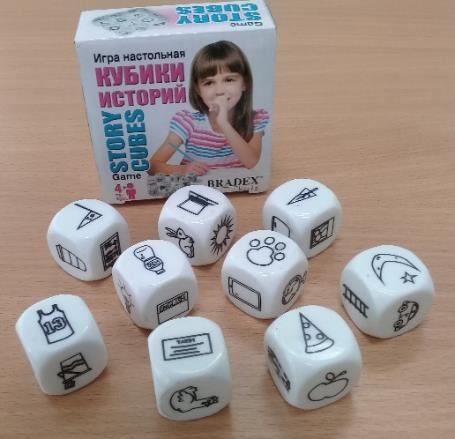 Game
STORY
CUBES
Игра настольная
КУБИКИ
ИСТОРИЙ
STORY
CUBES
Game
4+
BRADEX
13